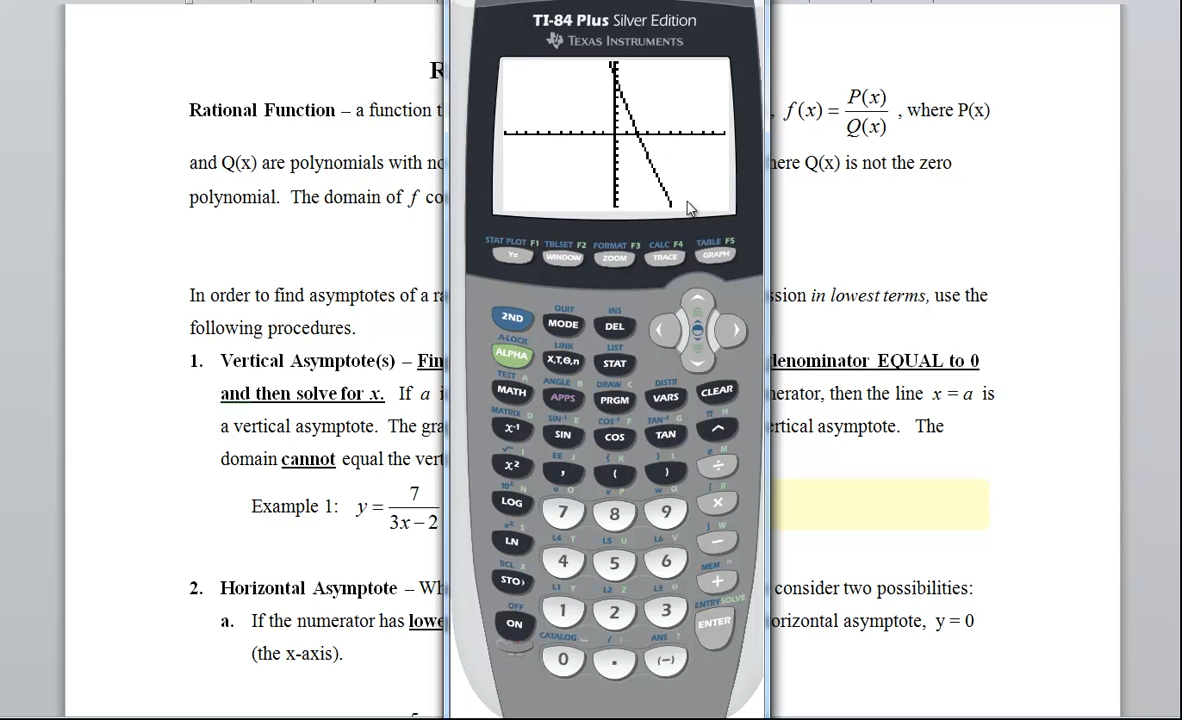 TI-84 Plus Silver Edition
TEXAS INSTRUMENTS
R
Rational Function – a function t , f(x) = P(x) / Q(x) , where P(x)
and Q(x) are polynomials with no here Q(x) is not the zero
polynomial. The domain of f co
In order to find asymptotes of a ra ssion in lowest terms, use the
following procedures.
1. Vertical Asymptote(s) – Fin denominator EQUAL to 0
and then solve for x. If a i nerator, then the line x = a is
a vertical asymptote. The gra rtical asymptote. The
domain cannot equal the vert
Example 1: y = 7 / 3x – 2
2. Horizontal Asymptote – Wh consider two possibilities:
a. If the numerator has lowe orizontal asymptote, y = 0
(the x-axis).
STAT PLOT F1 TBLSET F2 FORMAT F3 CALC F4 TABLE F5
Y= WINDOW ZOOM TRACE GRAPH
QUIT INS
2ND MODE DEL
A-LOCK LINK LIST
ALPHA X,T,Θ,n STAT
TEST A ANGLE B DRAW C DISTR
MATH APPS PRGM VARS CLEAR
MATRIX D SIN⁻¹ E COS⁻¹ F TAN⁻¹ G π H
x⁻¹ SIN COS TAN ^
√ I EE J { K } L e M
x² , ( ) ÷
10ˣ N u O v P w Q [ R
LOG 7 8 9 ×
eˣ S L4 T L5 U L6 V ] W
LN 4 5 6 −
RCL X L1 Y L2 Z L3 Θ MEM "
STO› 1 2 3 +
OFF CATALOG i : ANS ? ENTRY SOLVE
ON 0 . (–) ENTER